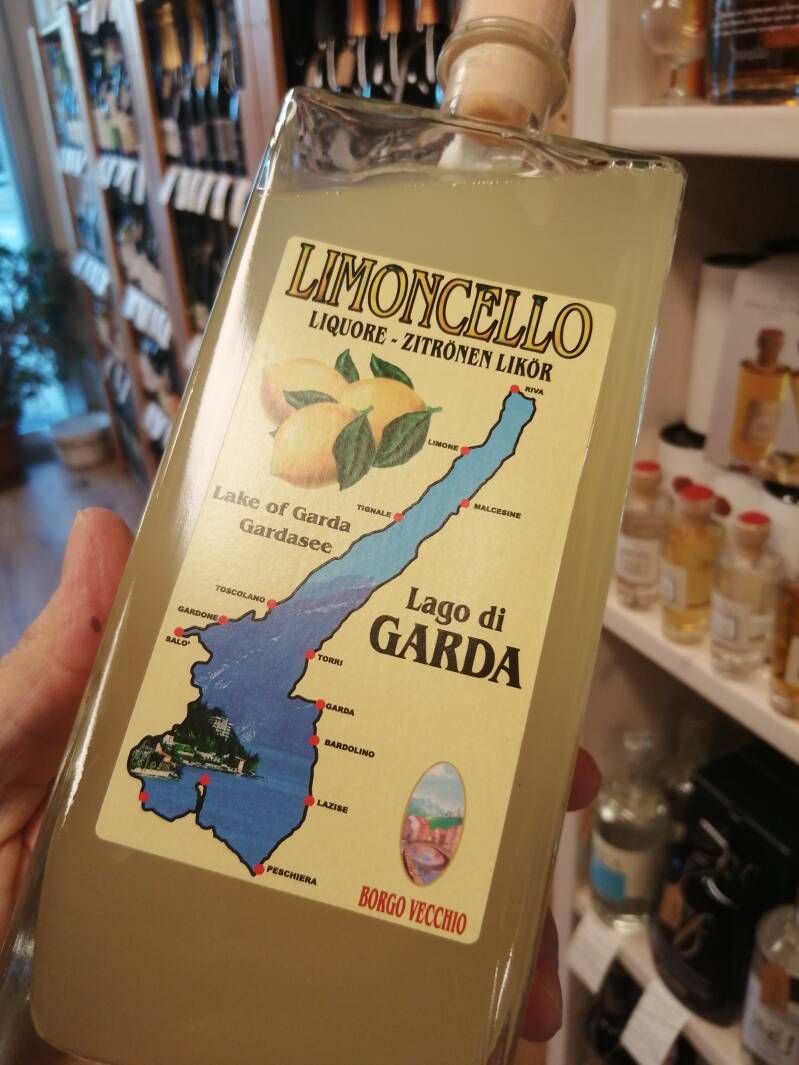 LIMONCELLO
LIQUORE - ZITRÖNEN LIKÖR
RIVA
LIMONE
MALCESINE
TIGNALE
Lake of Garda
Gardasee
TOSCOLANO
GARDONE
SALO'
Lago di
GARDA
TORRI
GARDA
BARDOLINO
LAZISE
PESCHIERA
BORGO VECCHIO